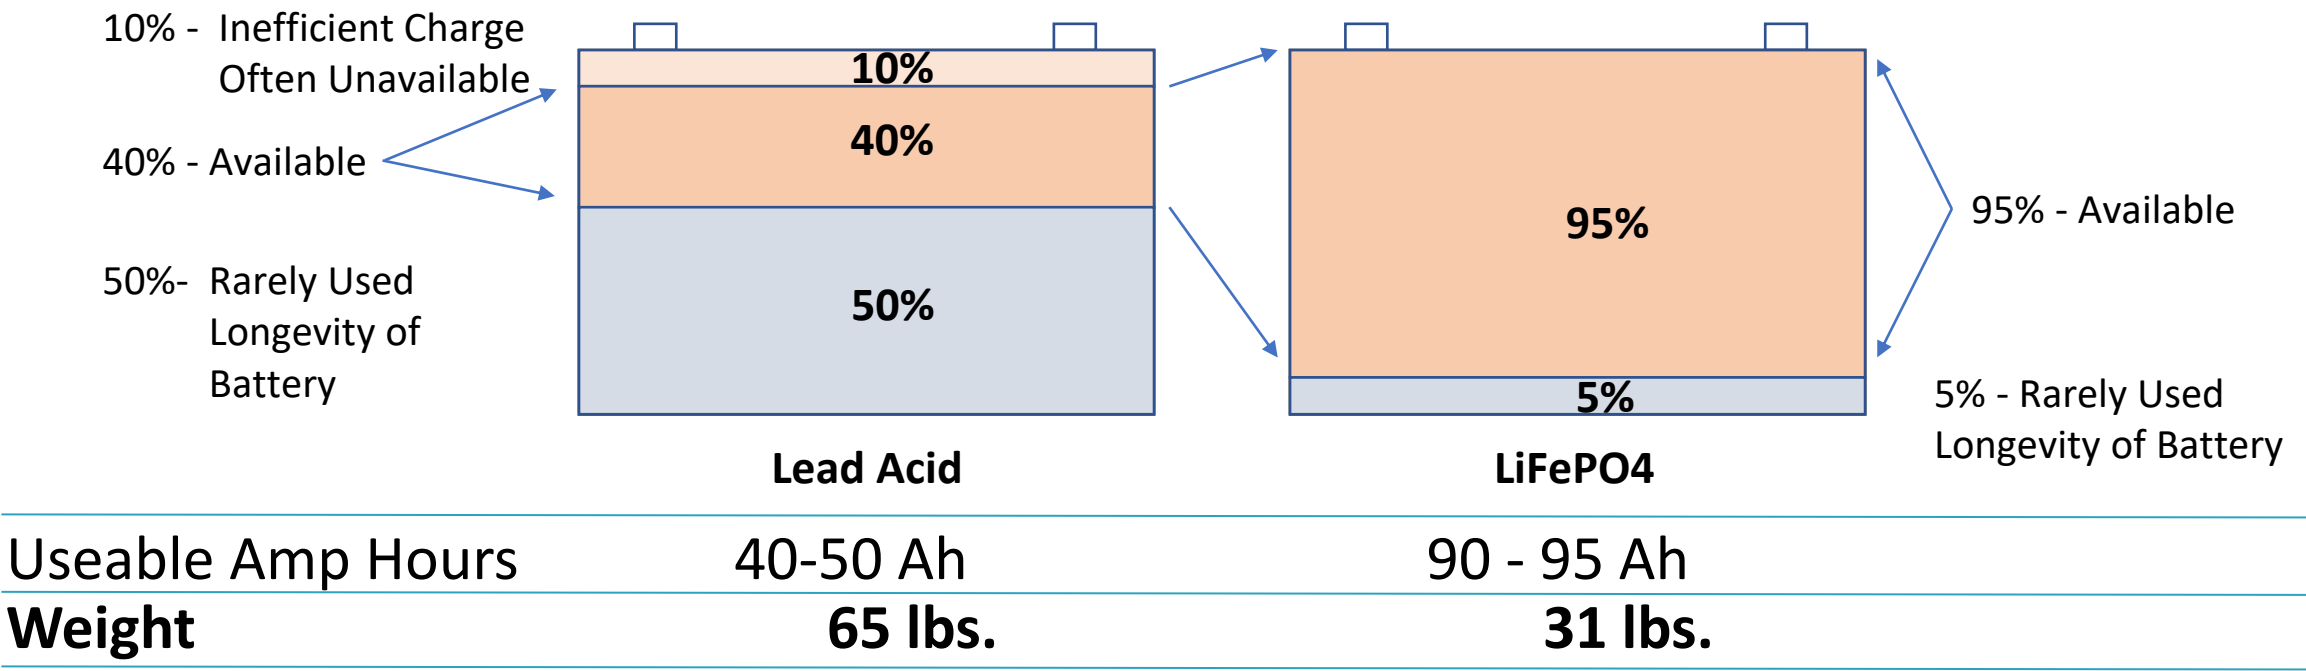 10% - Inefficient Charge
Often Unavailable
40% - Available
50%- Rarely Used
Longevity of
Battery
10%
40%
50%
Lead Acid
95%
5%
LiFePO4
95% - Available
5% - Rarely Used
Longevity of Battery
Useable Amp Hours 40-50 Ah 90 - 95 Ah
Weight 65 lbs. 31 lbs.